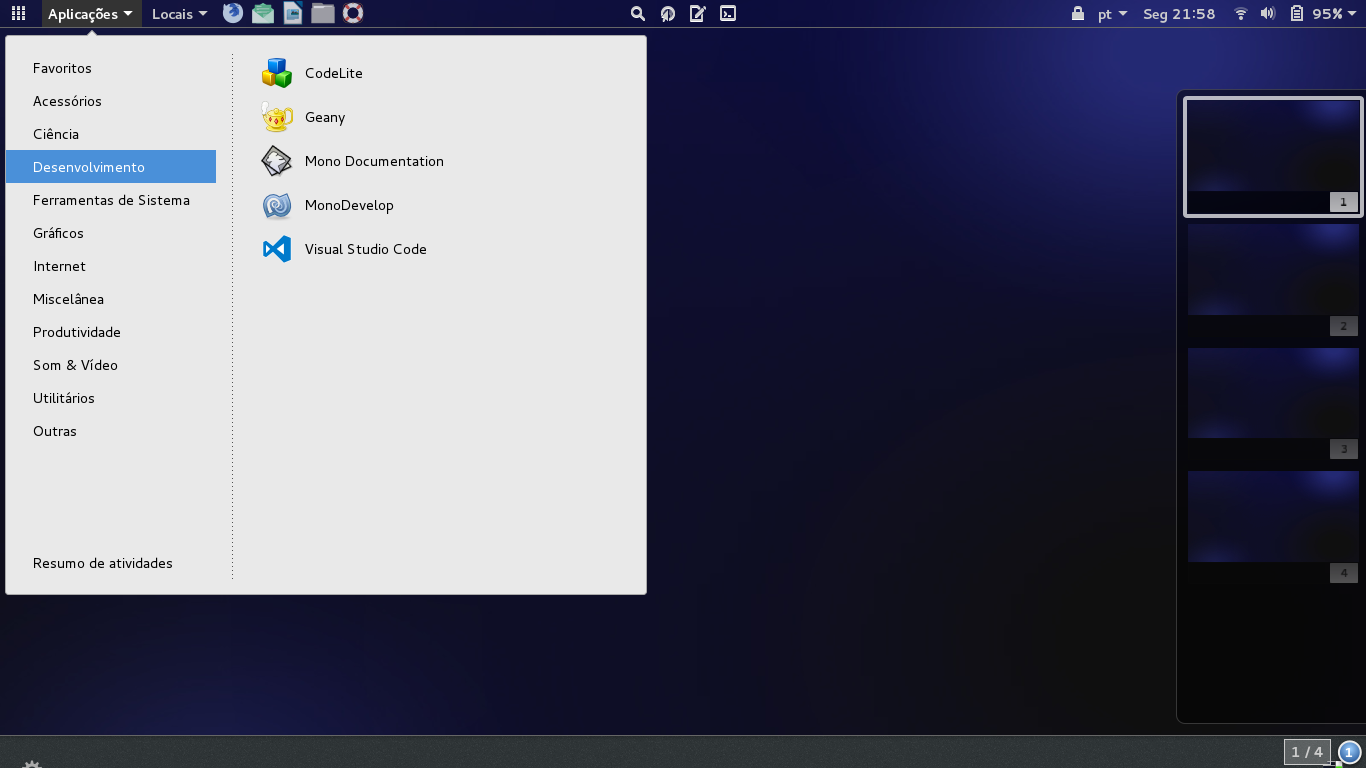 Aplicações
Locais
pt
Seg 21:58
95%
Favoritos
Acessórios
Ciência
Desenvolvimento
Ferramentas de Sistema
Gráficos
Internet
Miscelânea
Produtividade
Som & Vídeo
Utilitários
Outras
Resumo de atividades
CodeLite
Geany
Mono Documentation
MonoDevelop
Visual Studio Code
1
2
3
4
1 / 4
1